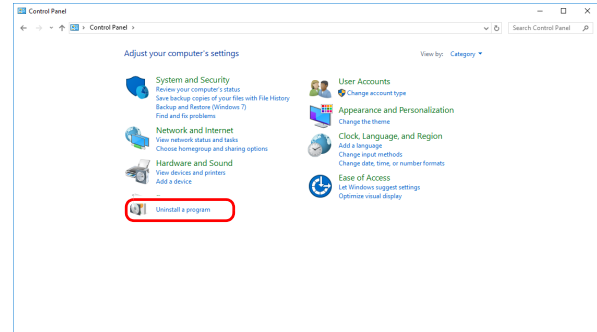 Control Panel
Control Panel
Search Control Panel
Adjust your computer's settings
View by: Category
System and Security
Review your computer's status
Save backup copies of your files with File History
Backup and Restore (Windows 7)
Find and fix problems
Network and Internet
View network status and tasks
Choose homegroup and sharing options
Hardware and Sound
View devices and printers
Add a device
Uninstall a program
User Accounts
Change account type
Appearance and Personalization
Change the theme
Clock, Language, and Region
Add a language
Change input methods
Change date, time, or number formats
Ease of Access
Let Windows suggest settings
Optimize visual display